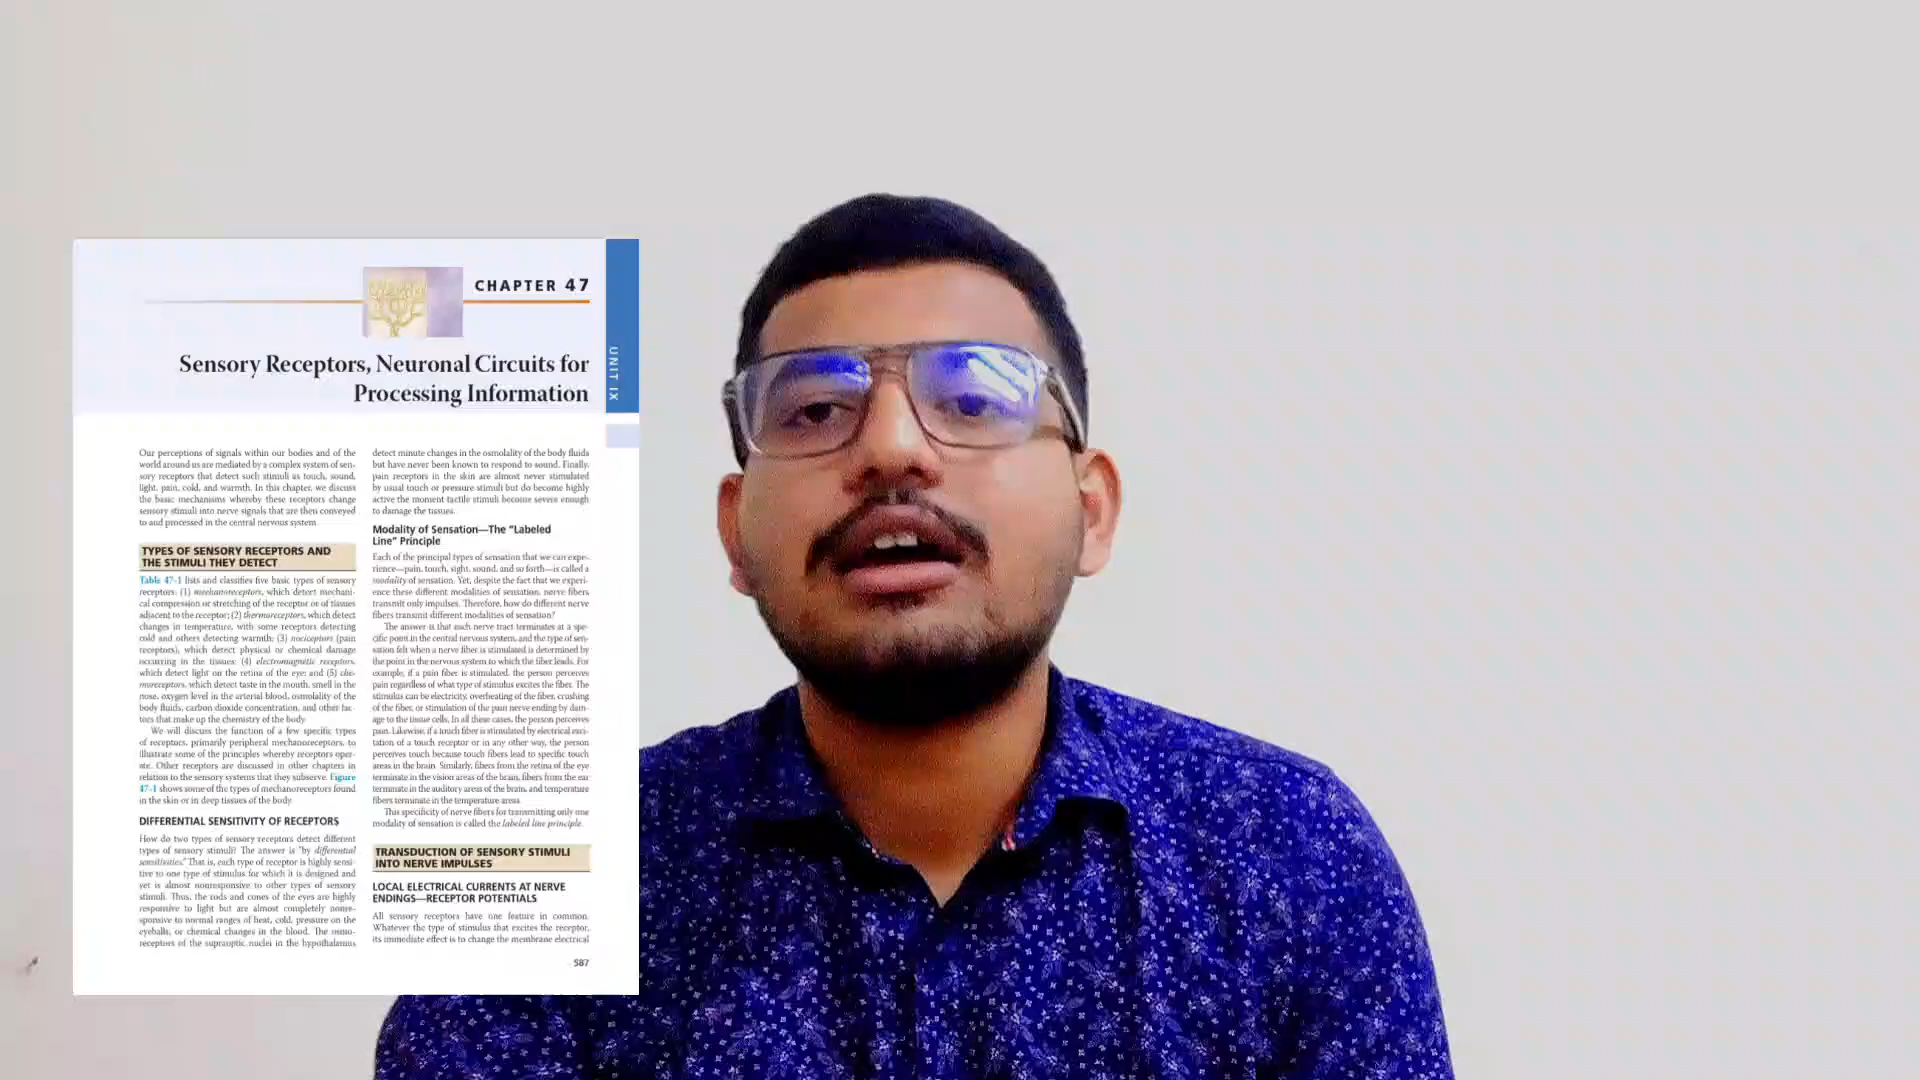 CHAPTER 47
UNIT IX
Sensory Receptors, Neuronal Circuits for
Processing Information
Our perceptions of signals within our bodies and of the
world around us are mediated by a complex system of sen-
sory receptors that detect such stimuli as touch, sound,
light, pain, cold, and warmth. In this chapter, we discuss
the basic mechanisms whereby these receptors change
sensory stimuli into nerve signals that are then conveyed
to and processed in the central nervous system.
TYPES OF SENSORY RECEPTORS AND
THE STIMULI THEY DETECT
Table 47-1 lists and classifies five basic types of sensory
receptors: (1) mechanoreceptors, which detect mechani-
cal compression or stretching of the receptor or of tissues
adjacent to the receptor; (2) thermoreceptors, which detect
changes in temperature, with some receptors detecting
cold and others detecting warmth; (3) nociceptors (pain
receptors), which detect physical or chemical damage
occurring in the tissues; (4) electromagnetic receptors,
which detect light on the retina of the eye; and (5) che-
moreceptors, which detect taste in the mouth, smell in the
nose, oxygen level in the arterial blood, osmolality of the
body fluids, carbon dioxide concentration, and other fac-
tors that make up the chemistry of the body.
We will discuss the function of a few specific types
of receptors, primarily peripheral mechanoreceptors, to
illustrate some of the principles whereby receptors oper-
ate. Other receptors are discussed in other chapters in
relation to the sensory systems that they subserve. Figure
47-1 shows some of the types of mechanoreceptors found
in the skin or in deep tissues of the body.
DIFFERENTIAL SENSITIVITY OF RECEPTORS
How do two types of sensory receptors detect different
types of sensory stimuli? The answer is "by differential
sensitivities." That is, each type of receptor is highly sensi-
tive to one type of stimulus for which it is designed and
yet is almost nonresponsive to other types of sensory
stimuli. Thus, the rods and cones of the eyes are highly
responsive to light but are almost completely nonre-
sponsive to normal ranges of heat, cold, pressure on the
eyeballs, or chemical changes in the blood. The osmo-
receptors of the supraoptic nuclei in the hypothalamus
detect minute changes in the osmolality of the body fluids
but have never been known to respond to sound. Finally,
pain receptors in the skin are almost never stimulated
by usual touch or pressure stimuli but do become highly
active the moment tactile stimuli become severe enough
to damage the tissues.
Modality of Sensation—The "Labeled
Line" Principle
Each of the principal types of sensation that we can expe-
rience—pain, touch, sight, sound, and so forth—is called a
modality of sensation. Yet, despite the fact that we experi-
ence these different modalities of sensation, nerve fibers
transmit only impulses. Therefore, how do different nerve
fibers transmit different modalities of sensation?
The answer is that each nerve tract terminates at a spe-
cific point in the central nervous system, and the type of sen-
sation felt when a nerve fiber is stimulated is determined by
the point in the nervous system to which the fiber leads. For
example, if a pain fiber is stimulated, the person perceives
pain regardless of what type of stimulus excites the fiber. The
stimulus can be electricity, overheating of the fiber, crushing
of the fiber, or stimulation of the pain nerve ending by dam-
age to the tissue cells. In all these cases, the person perceives
pain. Likewise, if a touch fiber is stimulated by electrical exci-
tation of a touch receptor or in any other way, the person
perceives touch because touch fibers lead to specific touch
areas in the brain. Similarly, fibers from the retina of the eye
terminate in the vision areas of the brain, fibers from the ear
terminate in the auditory areas of the brain, and temperature
fibers terminate in the temperature areas.
This specificity of nerve fibers for transmitting only one
modality of sensation is called the labeled line principle.
TRANSDUCTION OF SENSORY STIMULI
INTO NERVE IMPULSES
LOCAL ELECTRICAL CURRENTS AT NERVE
ENDINGS—RECEPTOR POTENTIALS
All sensory receptors have one feature in common.
Whatever the type of stimulus that excites the receptor,
its immediate effect is to change the membrane electrical
587